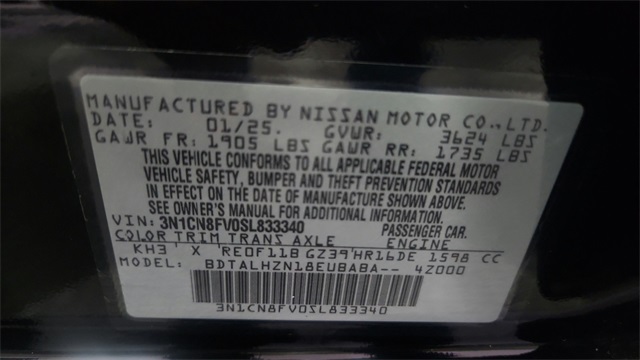 MANUFACTURED BY NISSAN MOTOR CO.,LTD.
DATE: 01/25. GVWR: 3624 LBS
GAWR FR: 1905 LBS GAWR RR: 1735 LBS
THIS VEHICLE CONFORMS TO ALL APPLICABLE FEDERAL MOTOR
VEHICLE SAFETY, BUMPER AND THEFT PREVENTION STANDARDS
IN EFFECT ON THE DATE OF MANUFACTURE SHOWN ABOVE.
SEE OWNER'S MANUAL FOR ADDITIONAL INFORMATION.
VIN: 3N1CN8FV0SL833340 PASSENGER CAR.
COLOR TRIM TRANS AXLE ENGINE
KH3 X RE0F11B GZ39 HR16DE 1598 CC
MODEL: BDTALHZN18EUBABA-- 4Z000
3N1CN8FV0SL833340